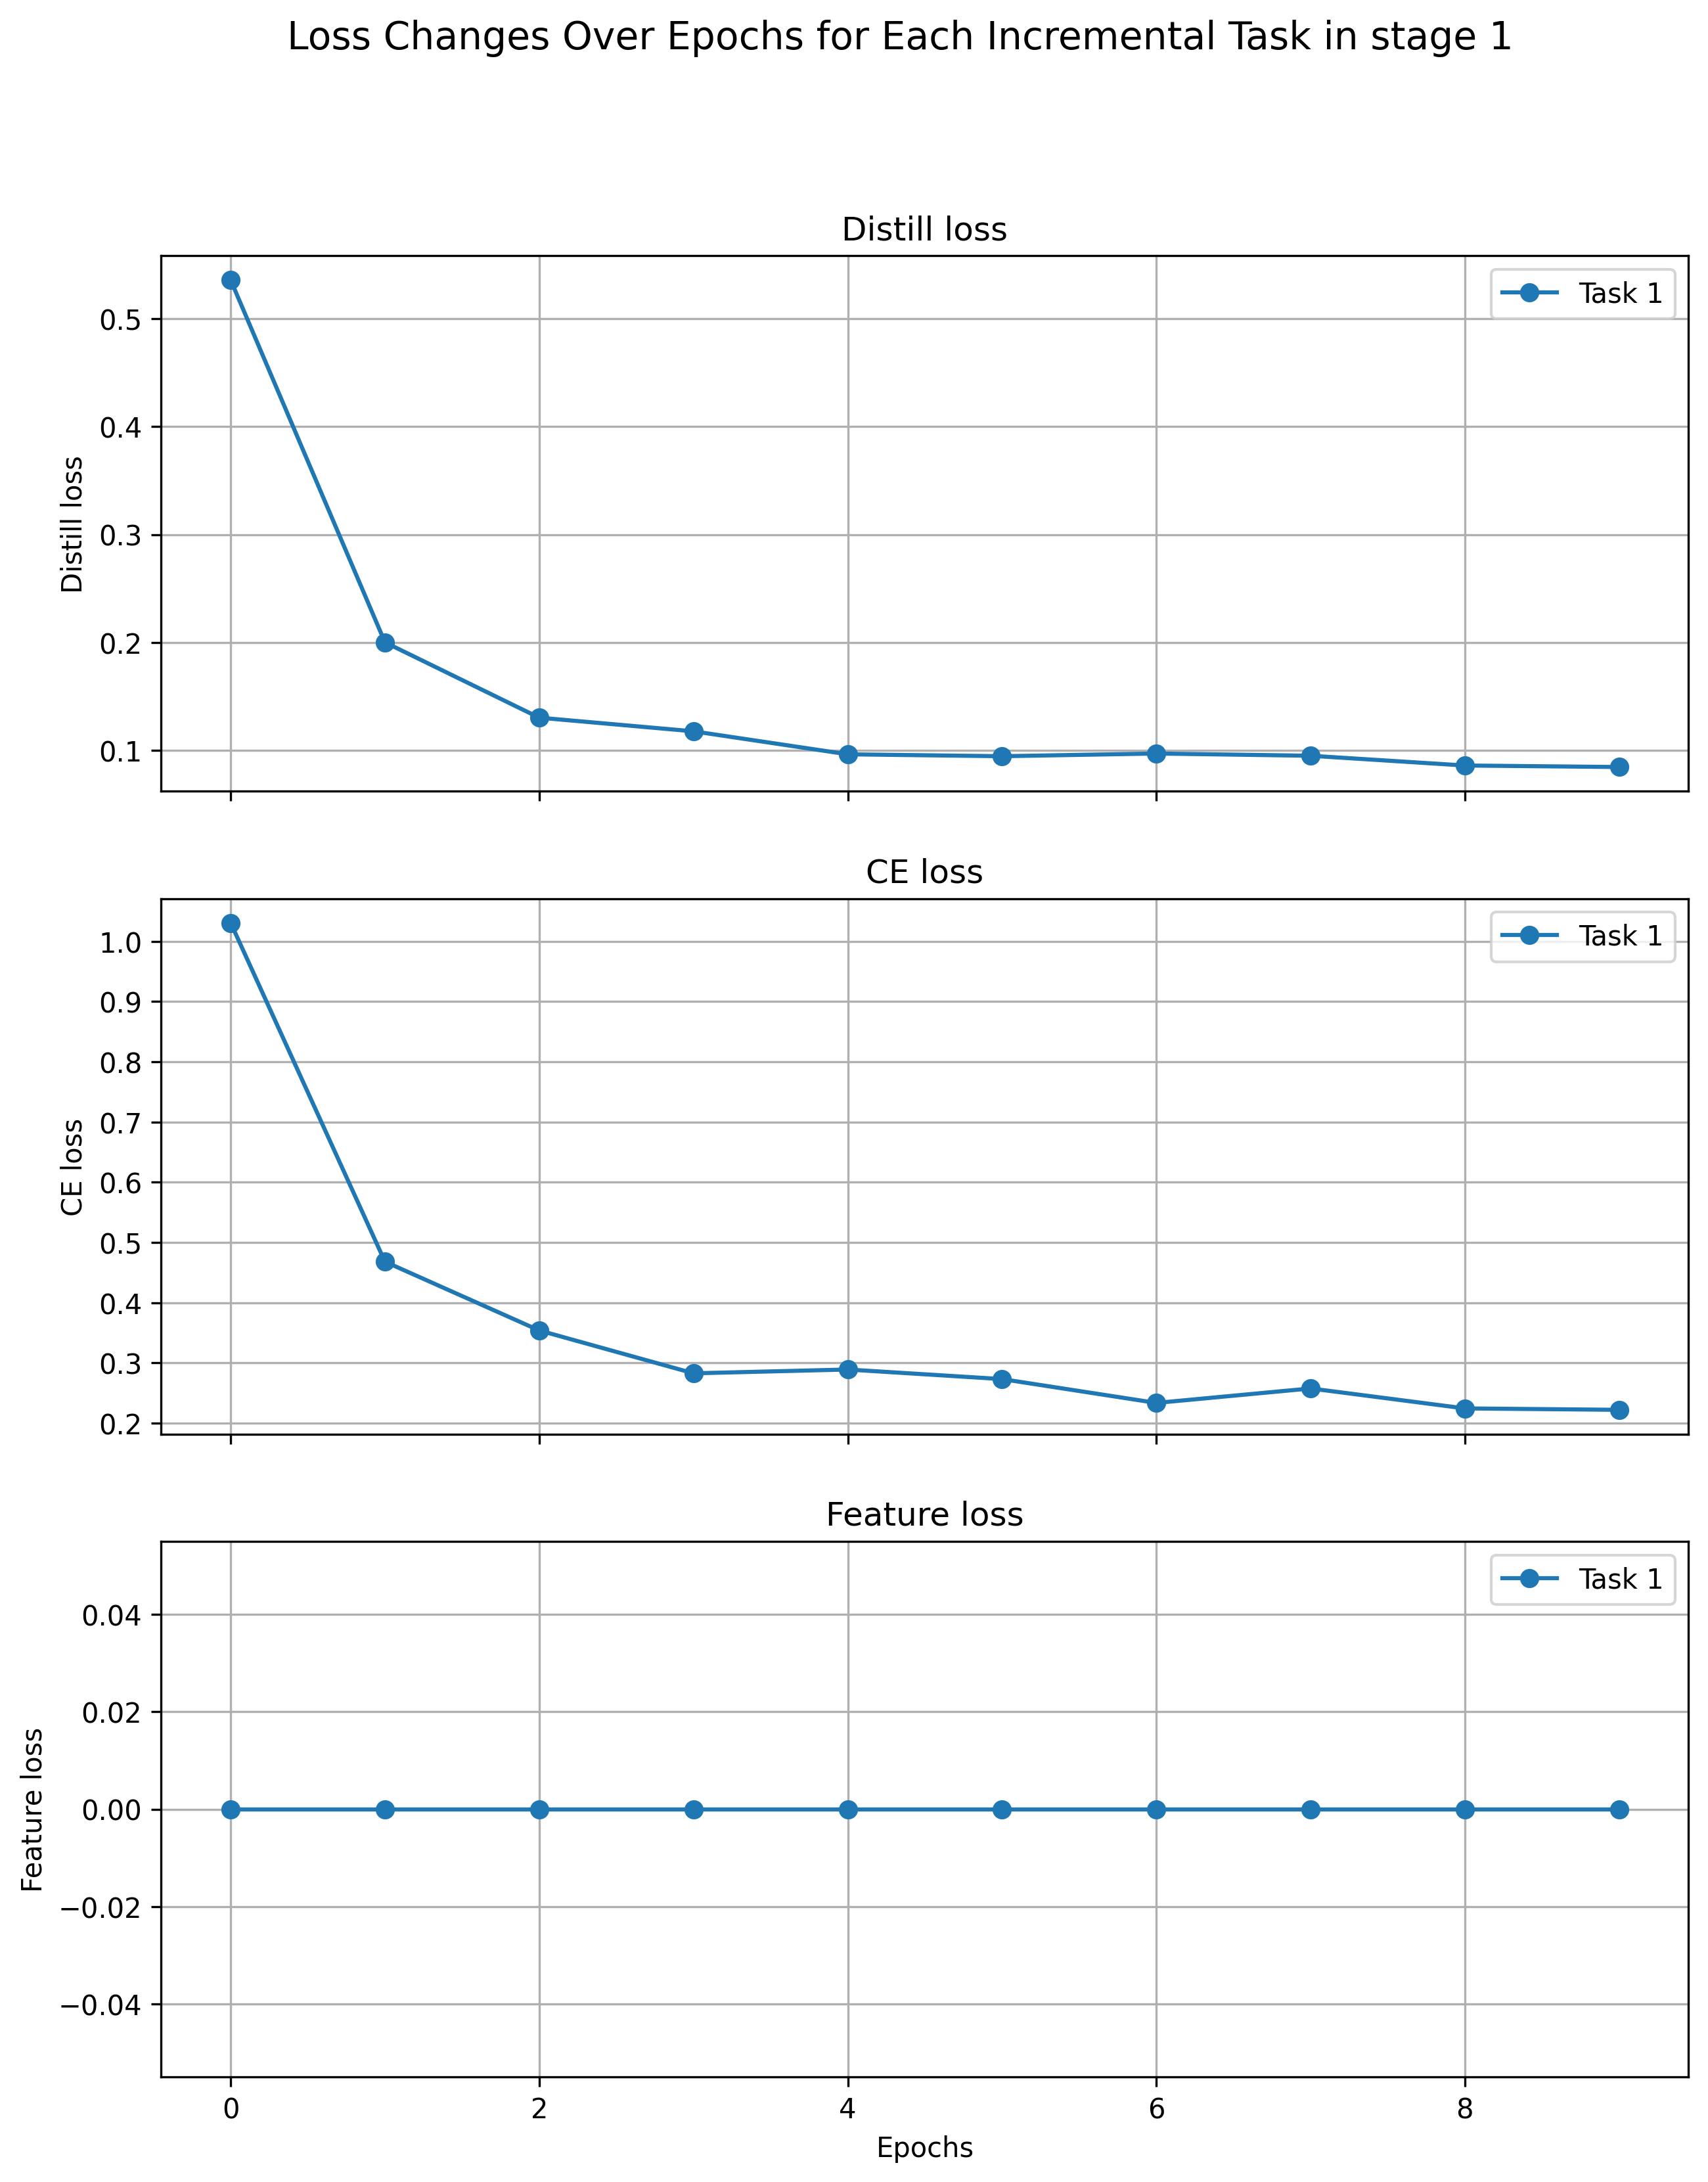 Loss Changes Over Epochs for Each Incremental Task in stage 1
Distill loss
Task 1
0.5
0.4
0.3
0.2
0.1
Distill loss
CE loss
Task 1
1.0
0.9
0.8
0.7
0.6
0.5
0.4
0.3
0.2
CE loss
Feature loss
Task 1
0.04
0.02
0.00
−0.02
−0.04
Feature loss
0 2 4 6 8
Epochs